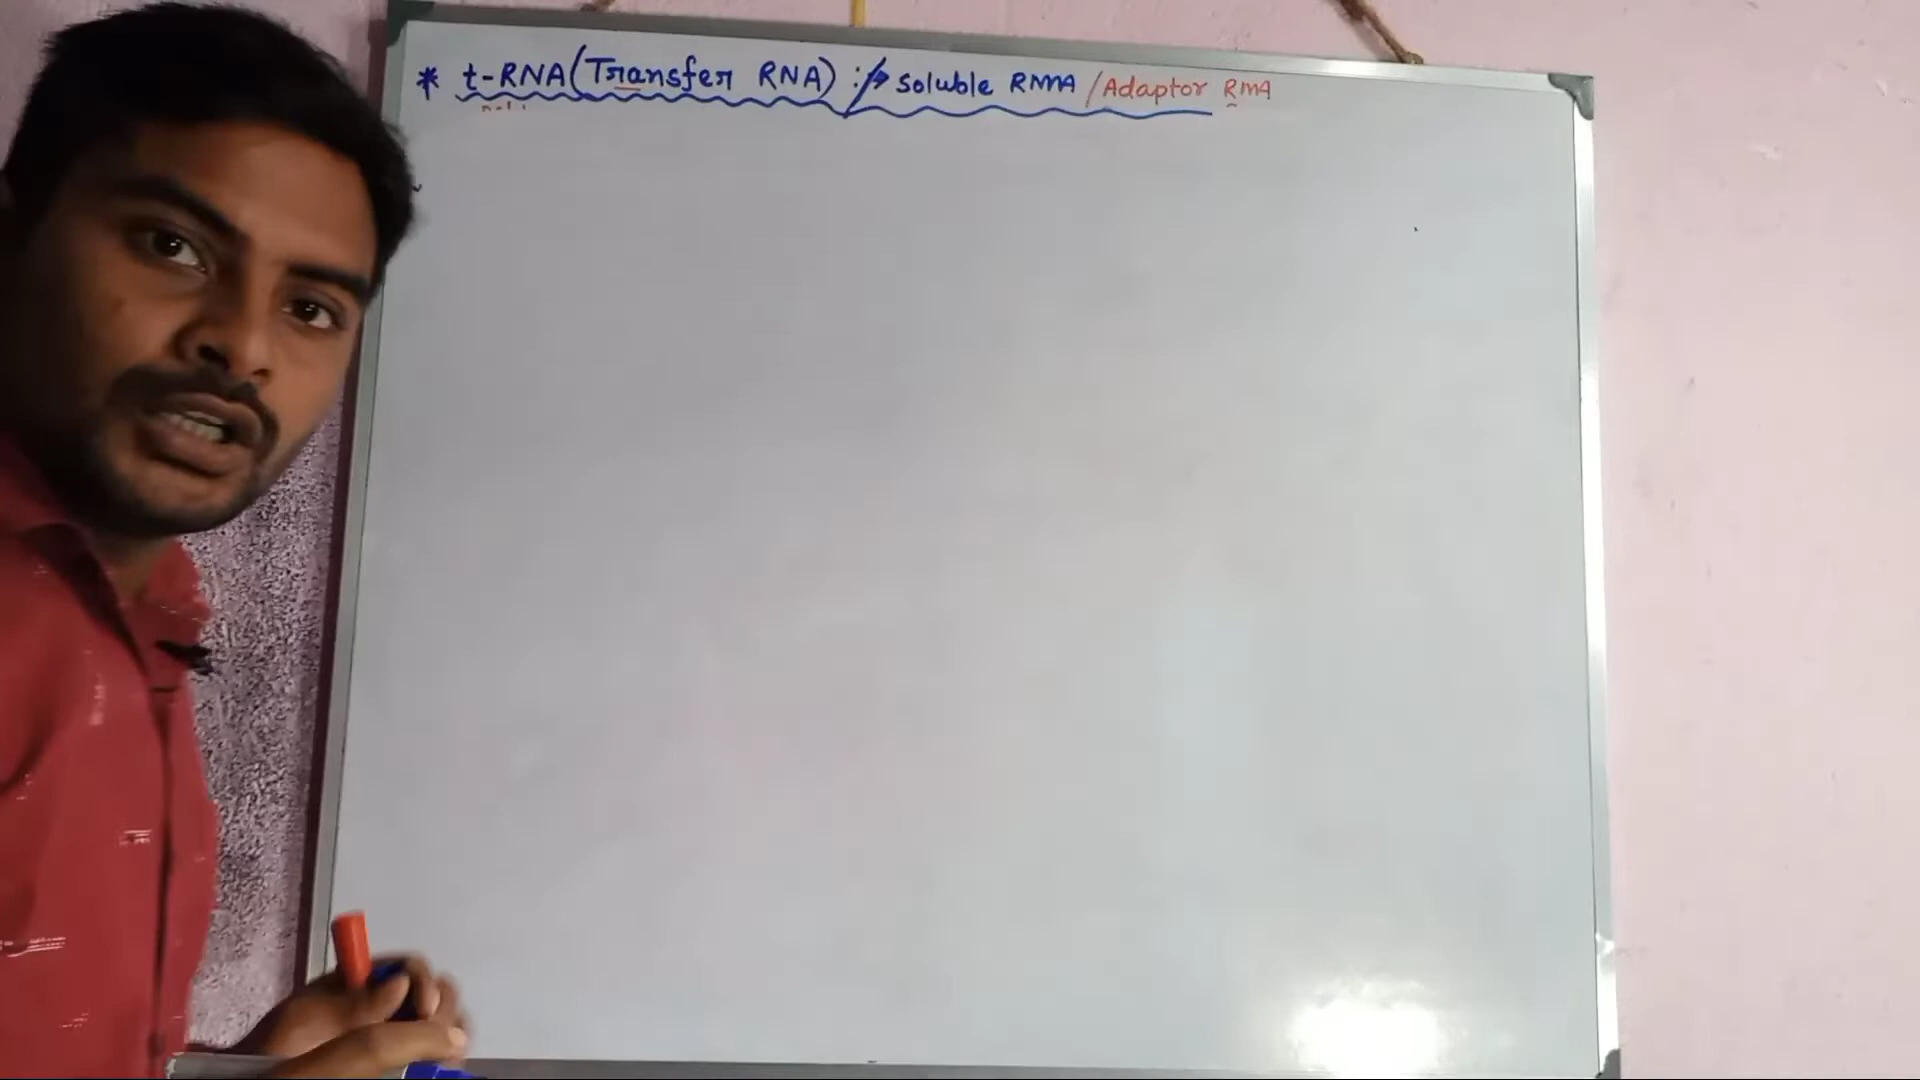 * t-RNA (Transfer RNA) :→ Soluble RNA / Adaptor RNA